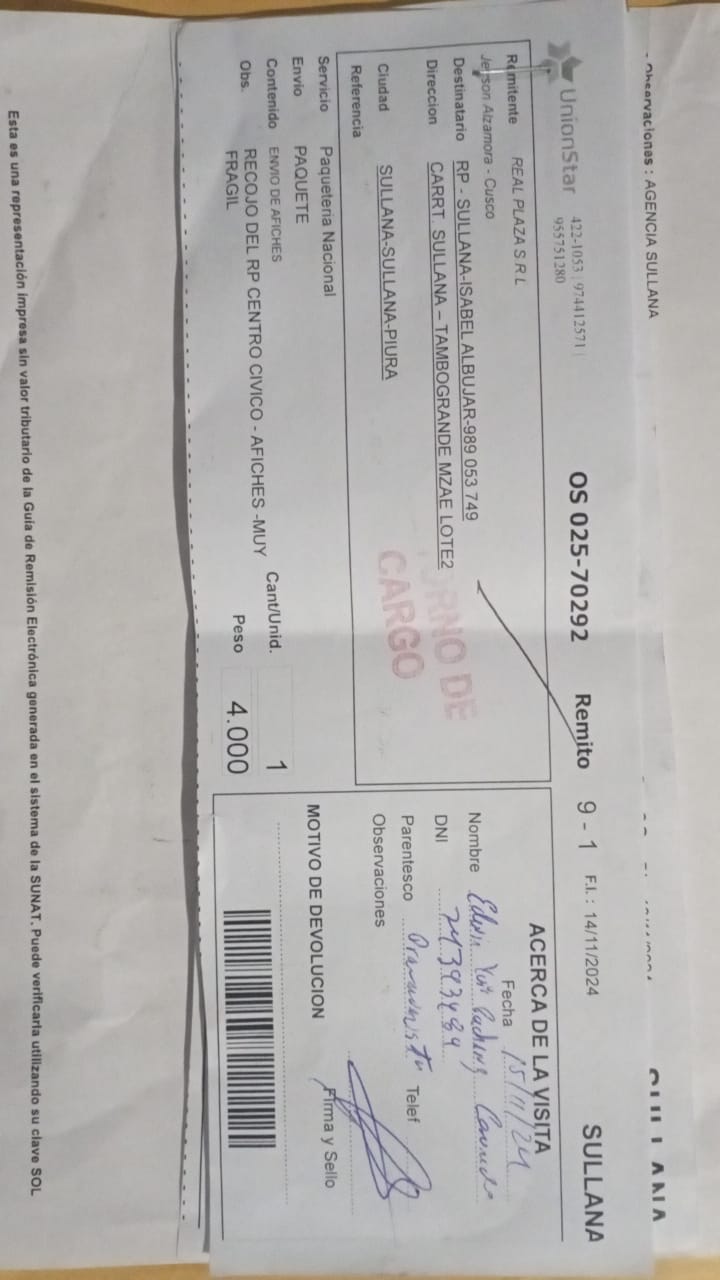 - Observaciones : AGENCIA SULLANA
SULLANA
UnionStar 422-1053 | 974412571 |
955751280
OS 025-70292 Remito 9 - 1 F.I. : 14/11/2024 SULLANA
Remitente REAL PLAZA S R L
Jerson Alzamora - Cusco
Destinatario RP - SULLANA-ISABEL ALBUJAR-989 053 749
Direccion CARRT. SULLANA – TAMBOGRANDE MZAE LOTE2
Ciudad SULLANA-SULLANA-PIURA
Referencia
CARGO
Servicio Paqueteria Nacional
Envio PAQUETE
Contenido ENVIO DE AFICHES Cant/Unid. 1
Obs. RECOJO DEL RP CENTRO CIVICO - AFICHES -MUY
FRAGIL
Peso 4.000
ACERCA DE LA VISITA
Fecha 15/11/24
Nombre
DNI
Parentesco Telef
Observaciones
Firma y Sello
MOTIVO DE DEVOLUCION
Esta es una representación impresa sin valor tributario de la Guía de Remisión Electrónica generada en el sistema de la SUNAT. Puede verificarla utilizando su clave SOL